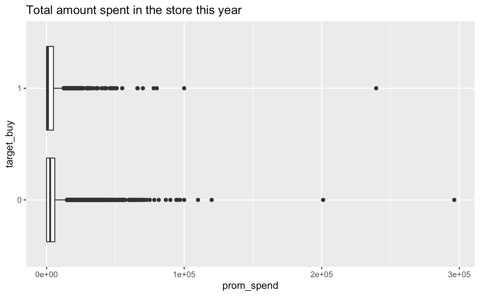 Total amount spent in the store this year
target_buy
1
0
0e+00 1e+05 2e+05 3e+05
prom_spend